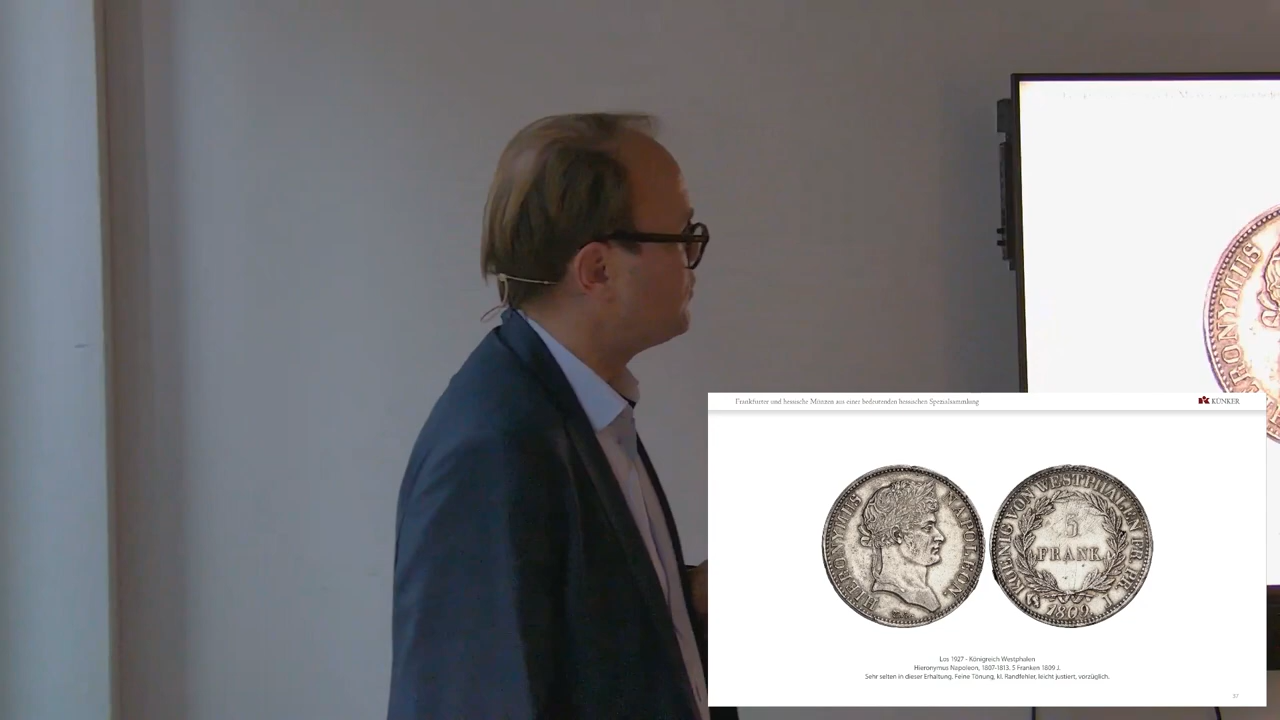 Frankfurter und hessische Münzen aus einer bedeutenden hessischen Spezialsammlung
KÜNKER
HIERONYMUS NAPOLEON
KOENIG VON WESTPHALEN FR. PR.
5
FRANK.
J 1809
Los 1927 - Königreich Westphalen
Hieronymus Napoleon, 1807-1813, 5 Franken 1809 J.
Sehr selten in dieser Erhaltung. Feine Tönung, kl. Randfehler, leicht justiert, vorzüglich.
37